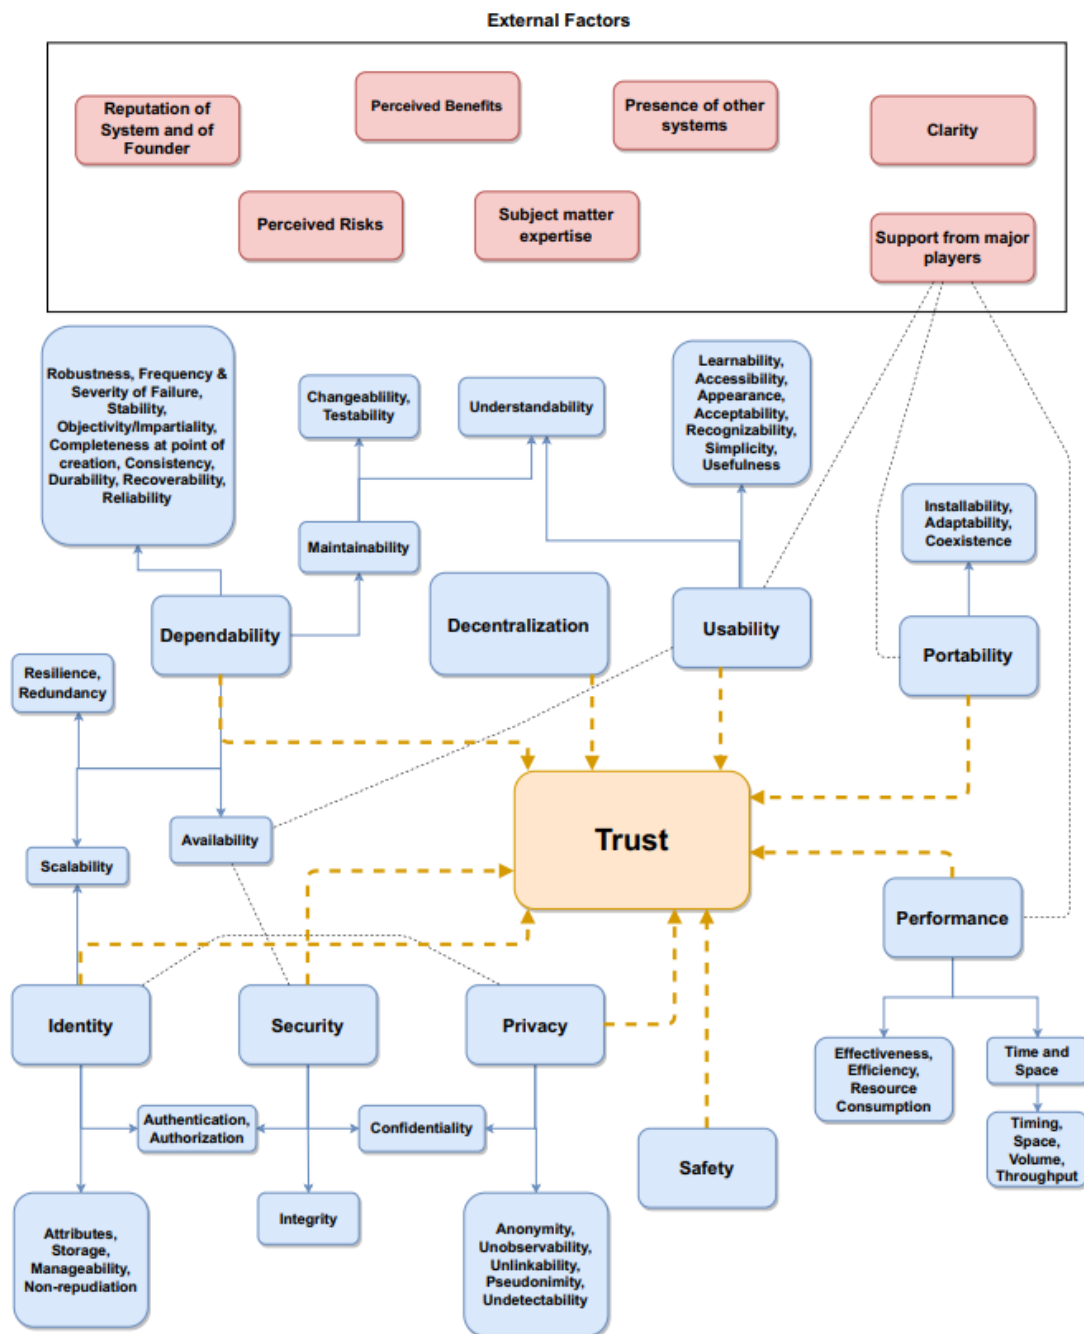 External Factors
Reputation of
System and of
Founder
Perceived Benefits
Presence of other
systems
Clarity
Perceived Risks
Subject matter
expertise
Support from major
players
Robustness, Frequency &
Severity of Failure,
Stability,
Objectivity/Impartiality,
Completeness at point of
creation, Consistency,
Durability, Recoverability,
Reliability
Changeablility,
Testability
Understandability
Learnability,
Accessibility,
Appearance,
Acceptability,
Recognizability,
Simplicity,
Usefulness
Installability,
Adaptability,
Coexistence
Maintainability
Dependability
Decentralization
Usability
Portability
Resilience,
Redundancy
Trust
Availability
Scalability
Performance
Identity
Security
Privacy
Effectiveness,
Efficiency,
Resource
Consumption
Time and
Space
Authentication,
Authorization
Confidentiality
Safety
Timing,
Space,
Volume,
Throughput
Attributes,
Storage,
Manageability,
Non-repudiation
Integrity
Anonymity,
Unobservability,
Unlinkability,
Pseudonimity,
Undetectability